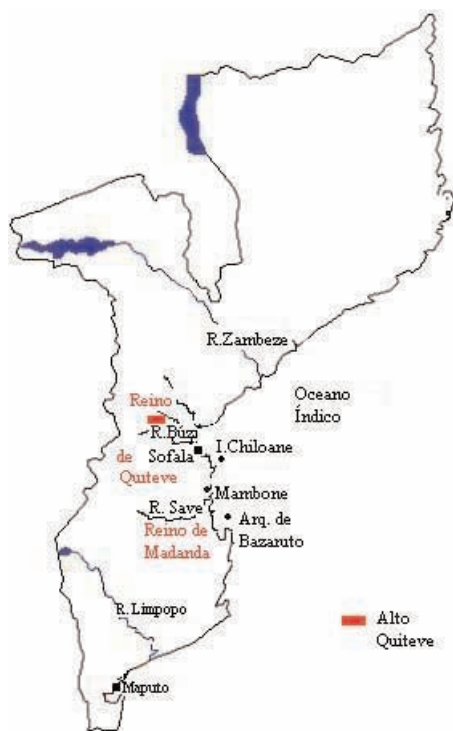 R.Zambeze
Oceano
Índico
Reino
R.Búzi
I.Chiloane
de
Sofala
Quiteve
Mambone
R. Save
Arq. de
Bazaruto
Reino de
Madanda
R.Limpopo
Alto
Quiteve
Maputo